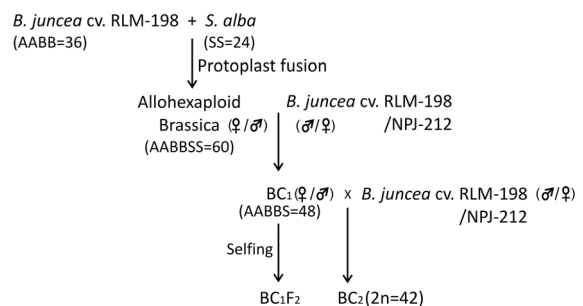 B. juncea cv. RLM-198 + S. alba
(AABB=36) (SS=24)
Protoplast fusion
Allohexaploid B. juncea cv. RLM-198
Brassica (♀/♂) (♂/♀) /NPJ-212
(AABBSS=60)
BC1(♀/♂) x B. juncea cv. RLM-198 (♂/♀)
(AABBS=48) /NPJ-212
Selfing
BC1F2 BC2(2n=42)